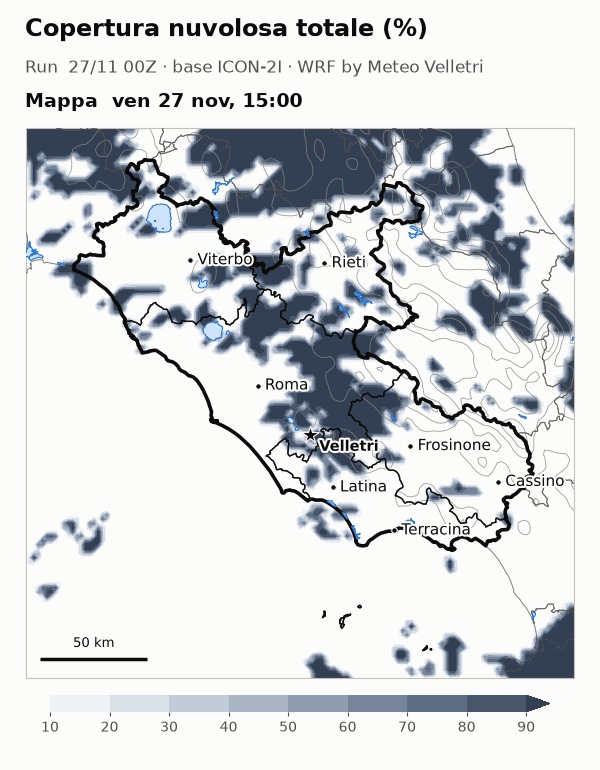 Copertura nuvolosa totale (%)
Run  27/11 00Z · base ICON-2I · WRF by Meteo Velletri
Mappa  ven 27 nov, 15:00
Viterbo
Rieti
Roma
Velletri
Frosinone
Latina
Cassino
Terracina
50 km
10 20 30 40 50 60 70 80 90